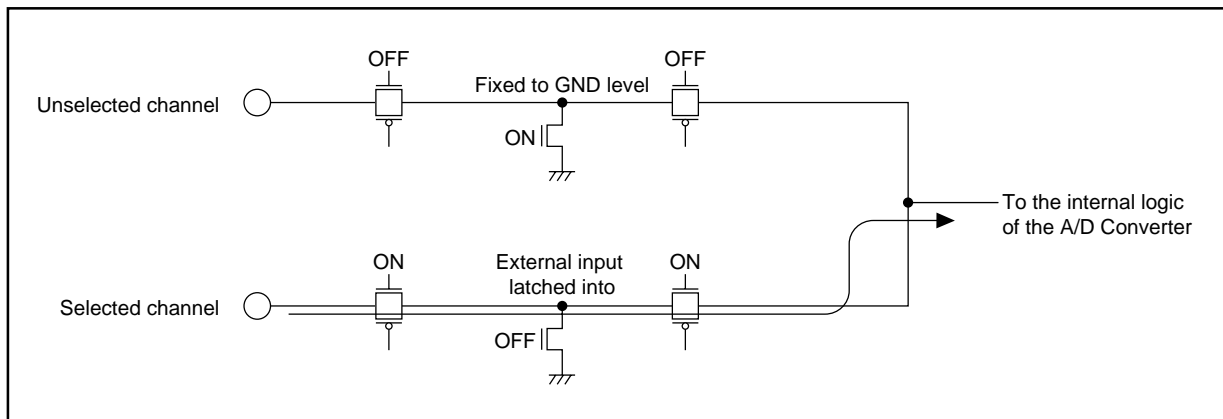 OFF
OFF
Unselected channel
Fixed to GND level
ON
To the internal logic
of the A/D Converter
ON
External input
latched into
ON
Selected channel
OFF